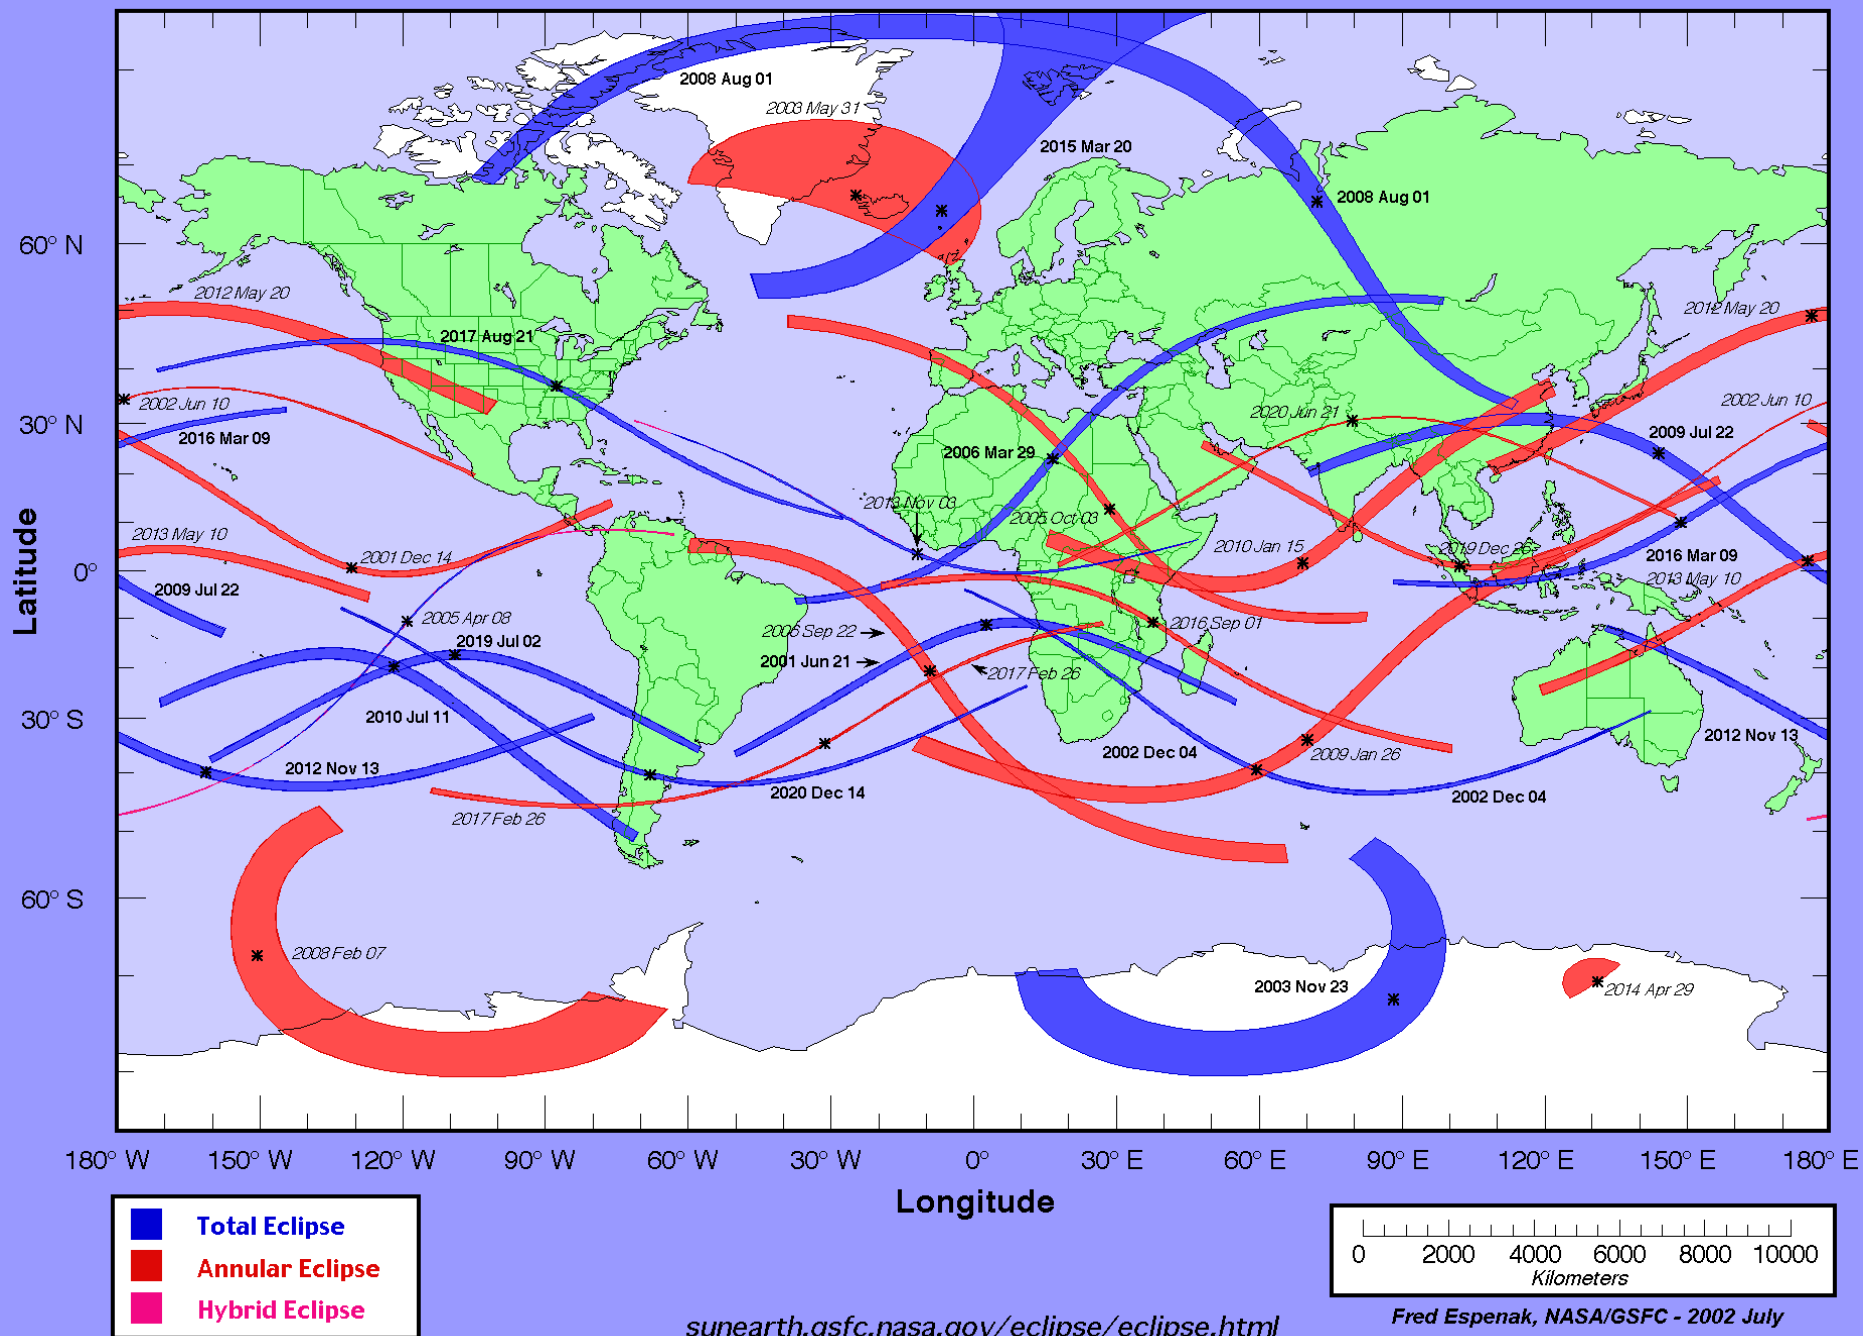 2008 Aug 01
2003 May 31
2015 Mar 20
2008 Aug 01
60° N
2012 May 20
2012 May 20
2017 Aug 21
2002 Jun 10
2002 Jun 10
2020 Jun 21
30° N
2016 Mar 09
2009 Jul 22
2006 Mar 29
2013 Nov 03
2005 Oct 03
2013 May 10
2010 Jan 15
2019 Dec 26
2001 Dec 14
2016 Mar 09
0°
2013 May 10
2009 Jul 22
2005 Apr 08
2006 Sep 22
2016 Sep 01
2019 Jul 02
2001 Jun 21
2017 Feb 26
2010 Jul 11
30° S
2002 Dec 04
2009 Jan 26
2012 Nov 13
2012 Nov 13
2020 Dec 14
2002 Dec 04
2017 Feb 26
60° S
2008 Feb 07
2003 Nov 23
2014 Apr 29
Latitude
180° W 150° W 120° W 90° W 60° W 30° W 0° 30° E 60° E 90° E 120° E 150° E 180° E
Longitude
Total Eclipse
Annular Eclipse
Hybrid Eclipse
0 2000 4000 6000 8000 10000
Kilometers
Fred Espenak, NASA/GSFC - 2002 July
sunearth.gsfc.nasa.gov/eclipse/eclipse.html